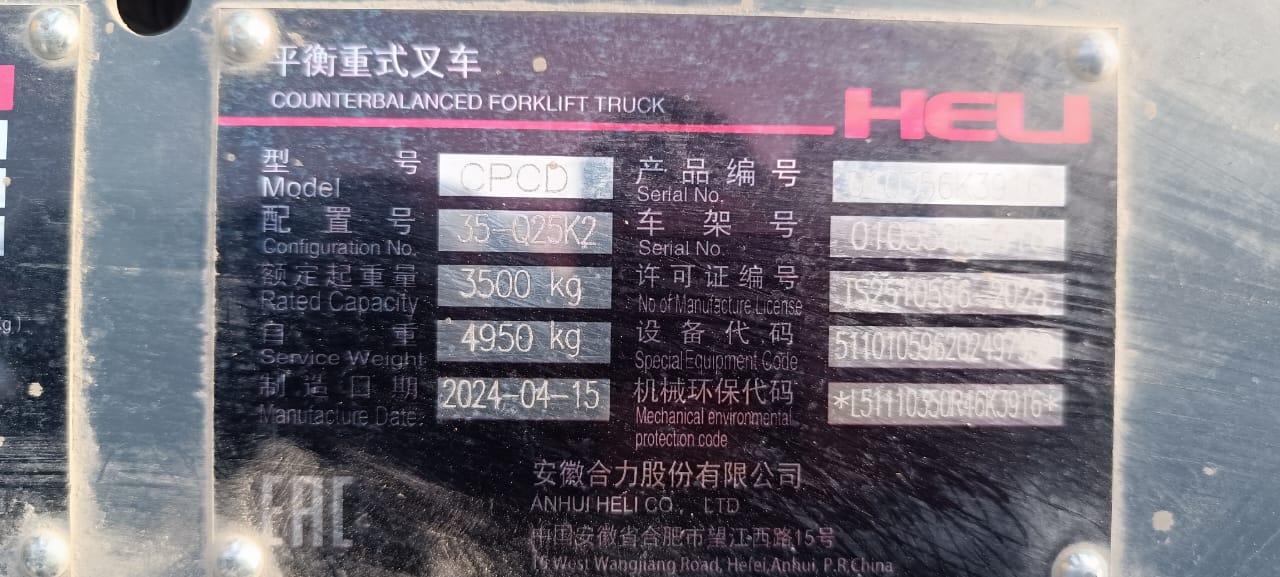 平衡重式叉车
COUNTERBALANCED FORKLIFT TRUCK
HELI
型 号 CPCD
Model
产品编号
Serial No.
配置号 35-Q25K2
Configuration No.
车架号
Serial No.
额定起重量 3500 kg
Rated Capacity
许可证编号 TS2510596-2025
No of Manufacture License
自 重 4950 kg
Service Weight
设备代码
Special Equipment Code
制造日期 2024-04-15
Manufacture Date
机械环保代码 *L51110350R46K3916*
Mechanical environmental
protection code
EAC
安徽合力股份有限公司
ANHUI HELI CO., LTD
中国安徽省合肥市望江西路15号
15 West Wangjiang Road, Hefei, Anhui, P.R.China
kg)